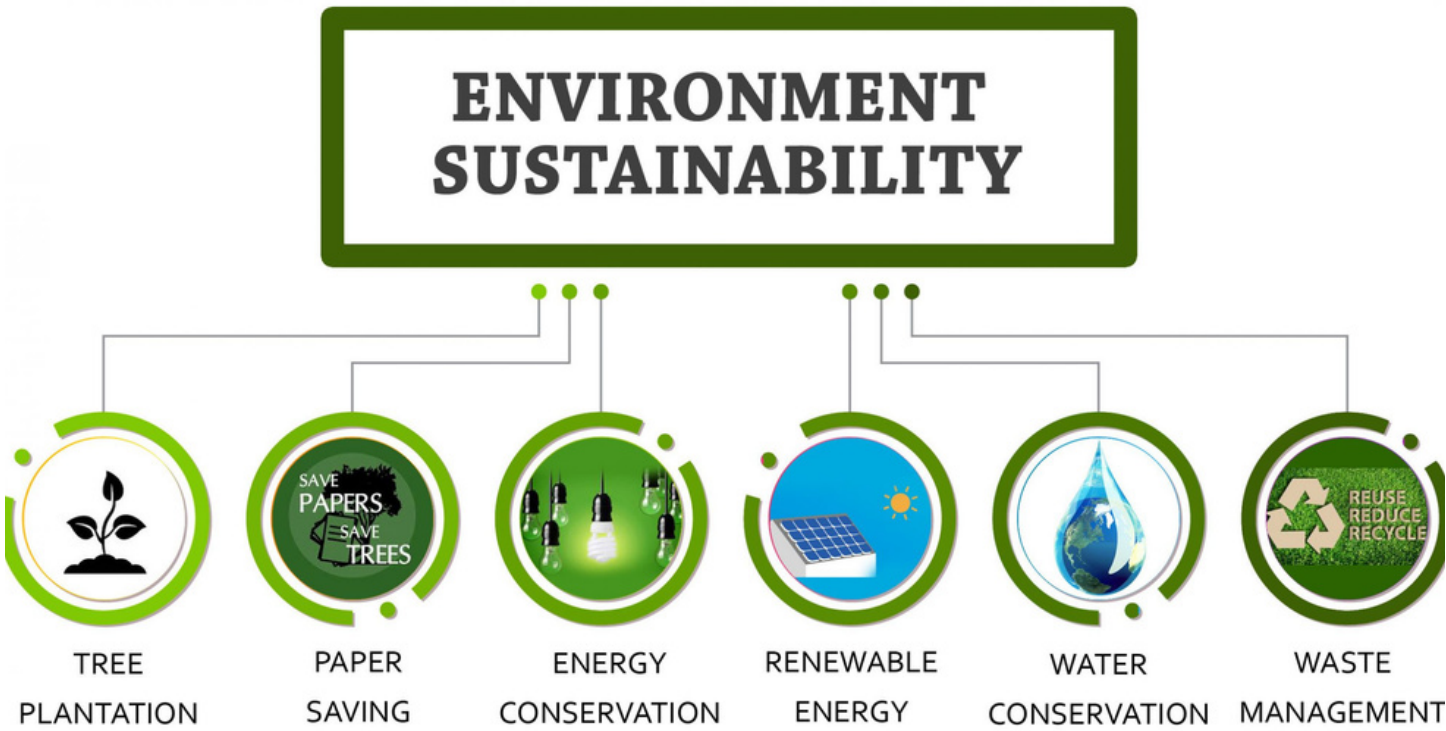 ENVIRONMENT
SUSTAINABILITY
SAVE
PAPERS
SAVE
TREES
REUSE
REDUCE
RECYCLE
TREE
PLANTATION
PAPER
SAVING
ENERGY
CONSERVATION
RENEWABLE
ENERGY
WATER
CONSERVATION
WASTE
MANAGEMENT